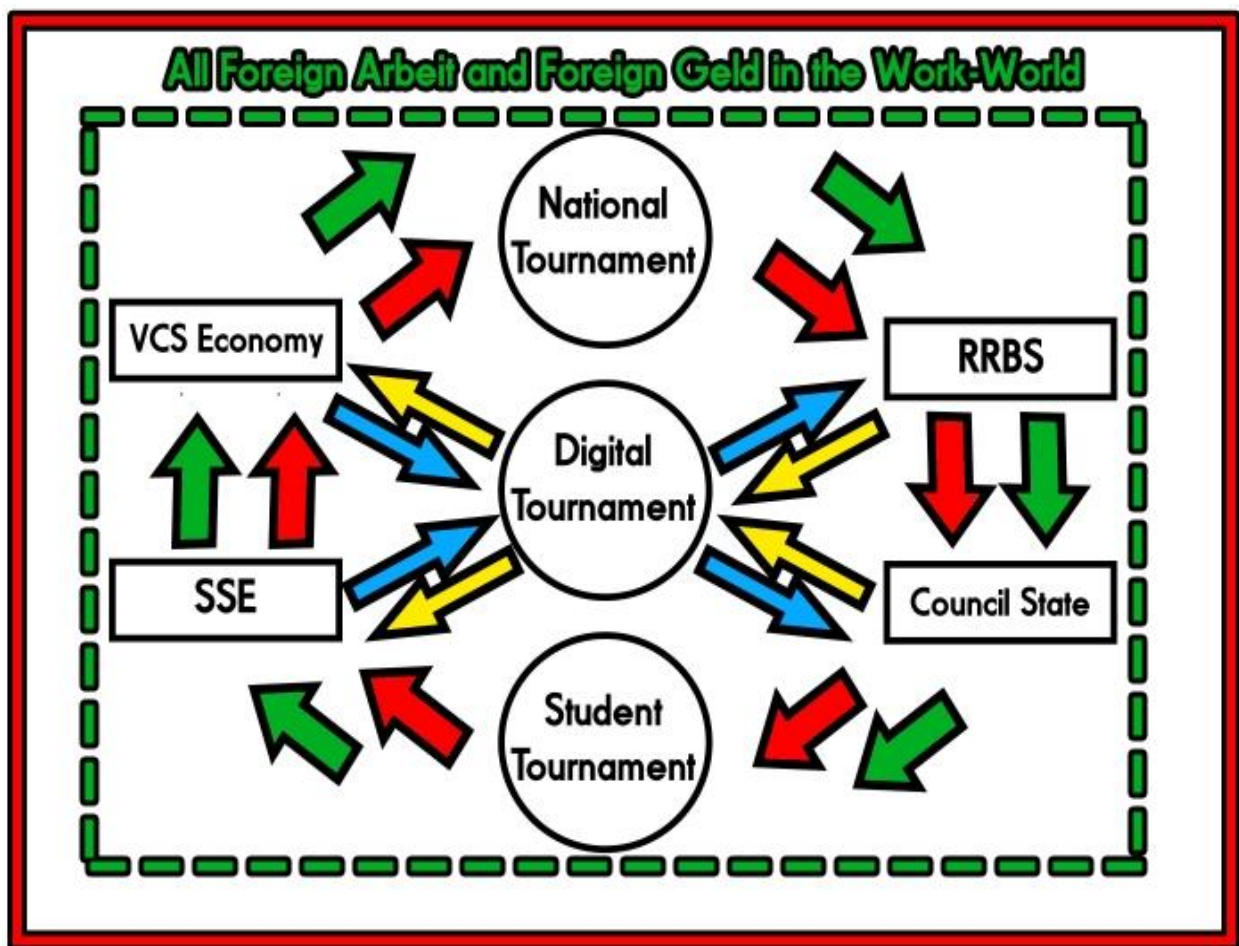 All Foreign Arbeit and Foreign Geld in the Work-World
National
Tournament
VCS Economy
RRBS
Digital
Tournament
SSE
Council State
Student
Tournament